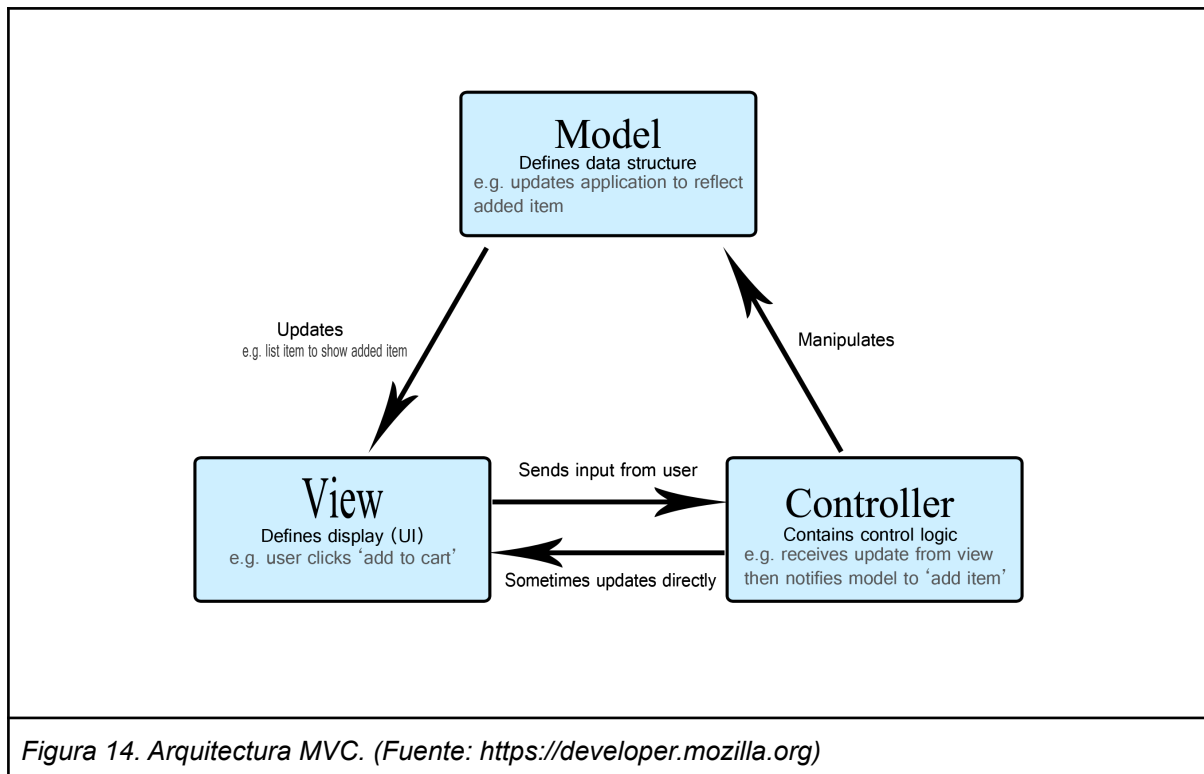 Model
Defines data structure
e.g. updates application to reflect
added item
Updates
e.g. list item to show added item
Manipulates
View
Defines display (UI)
e.g. user clicks ‘add to cart’
Sends input from user
Sometimes updates directly
Controller
Contains control logic
e.g. receives update from view
then notifies model to ‘add item’
Figura 14. Arquitectura MVC. (Fuente: https://developer.mozilla.org)